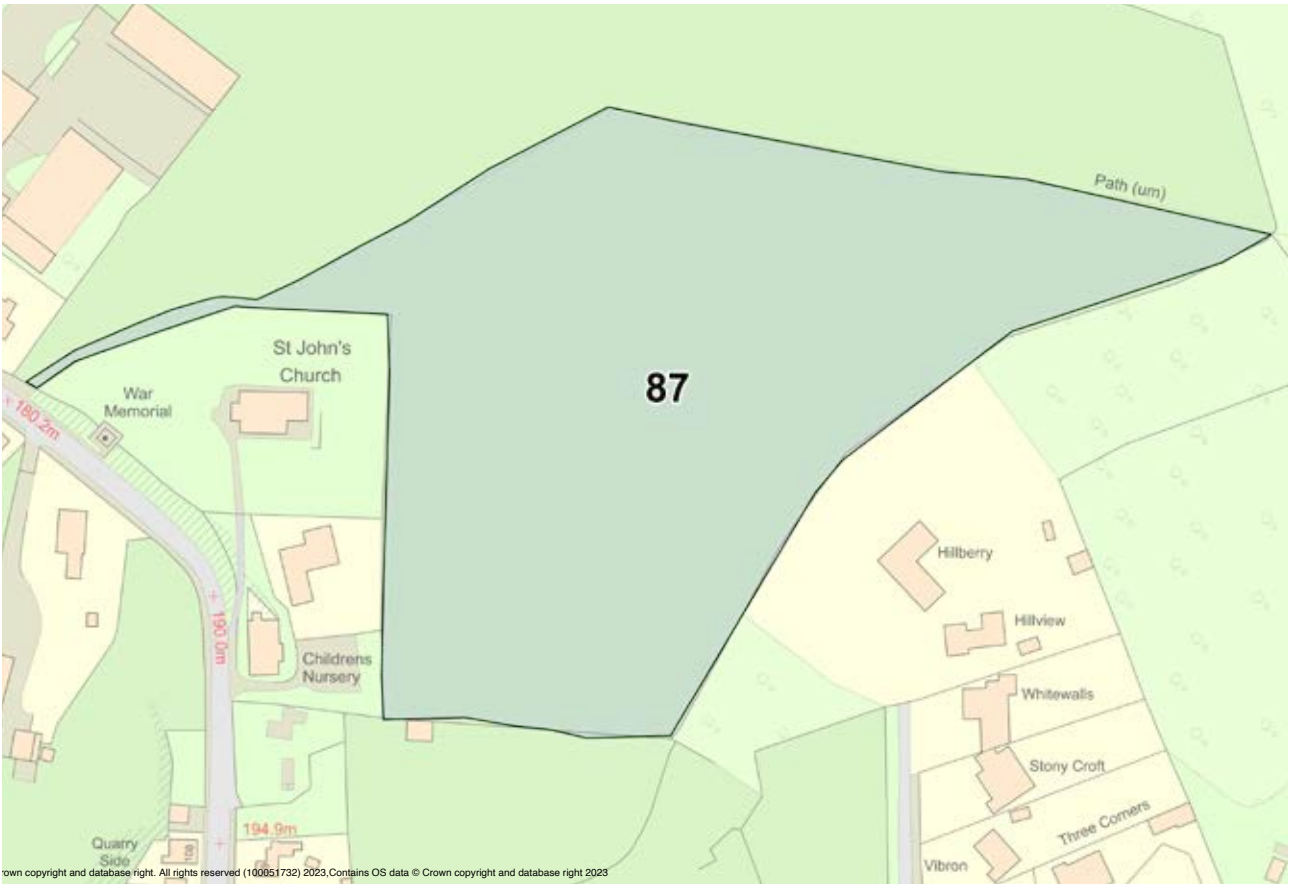 Path (um)
St John's
Church
87
War
Memorial
180.2m
Hillberry
190.0m
Hillview
Childrens
Nursery
Whitewalls
Stony Croft
Three Corners
194.9m
Quarry
Side
108
Vibron
rown copyright and database right. All rights reserved (100051732) 2023,Contains OS data © Crown copyright and database right 2023